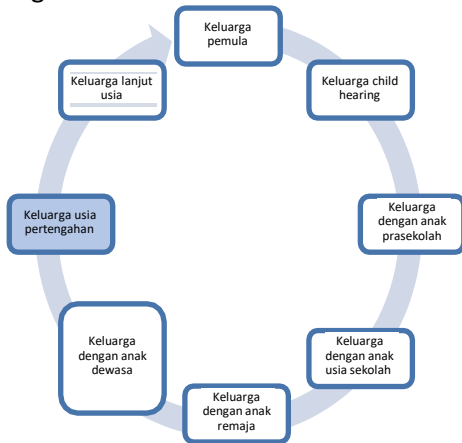 Keluarga
pemula
Keluarga child
hearing
Keluarga
dengan anak
prasekolah
Keluarga
dengan anak
usia sekolah
Keluarga
dengan anak
remaja
Keluarga
dengan anak
dewasa
Keluarga usia
pertengahan
Keluarga lanjut
usia